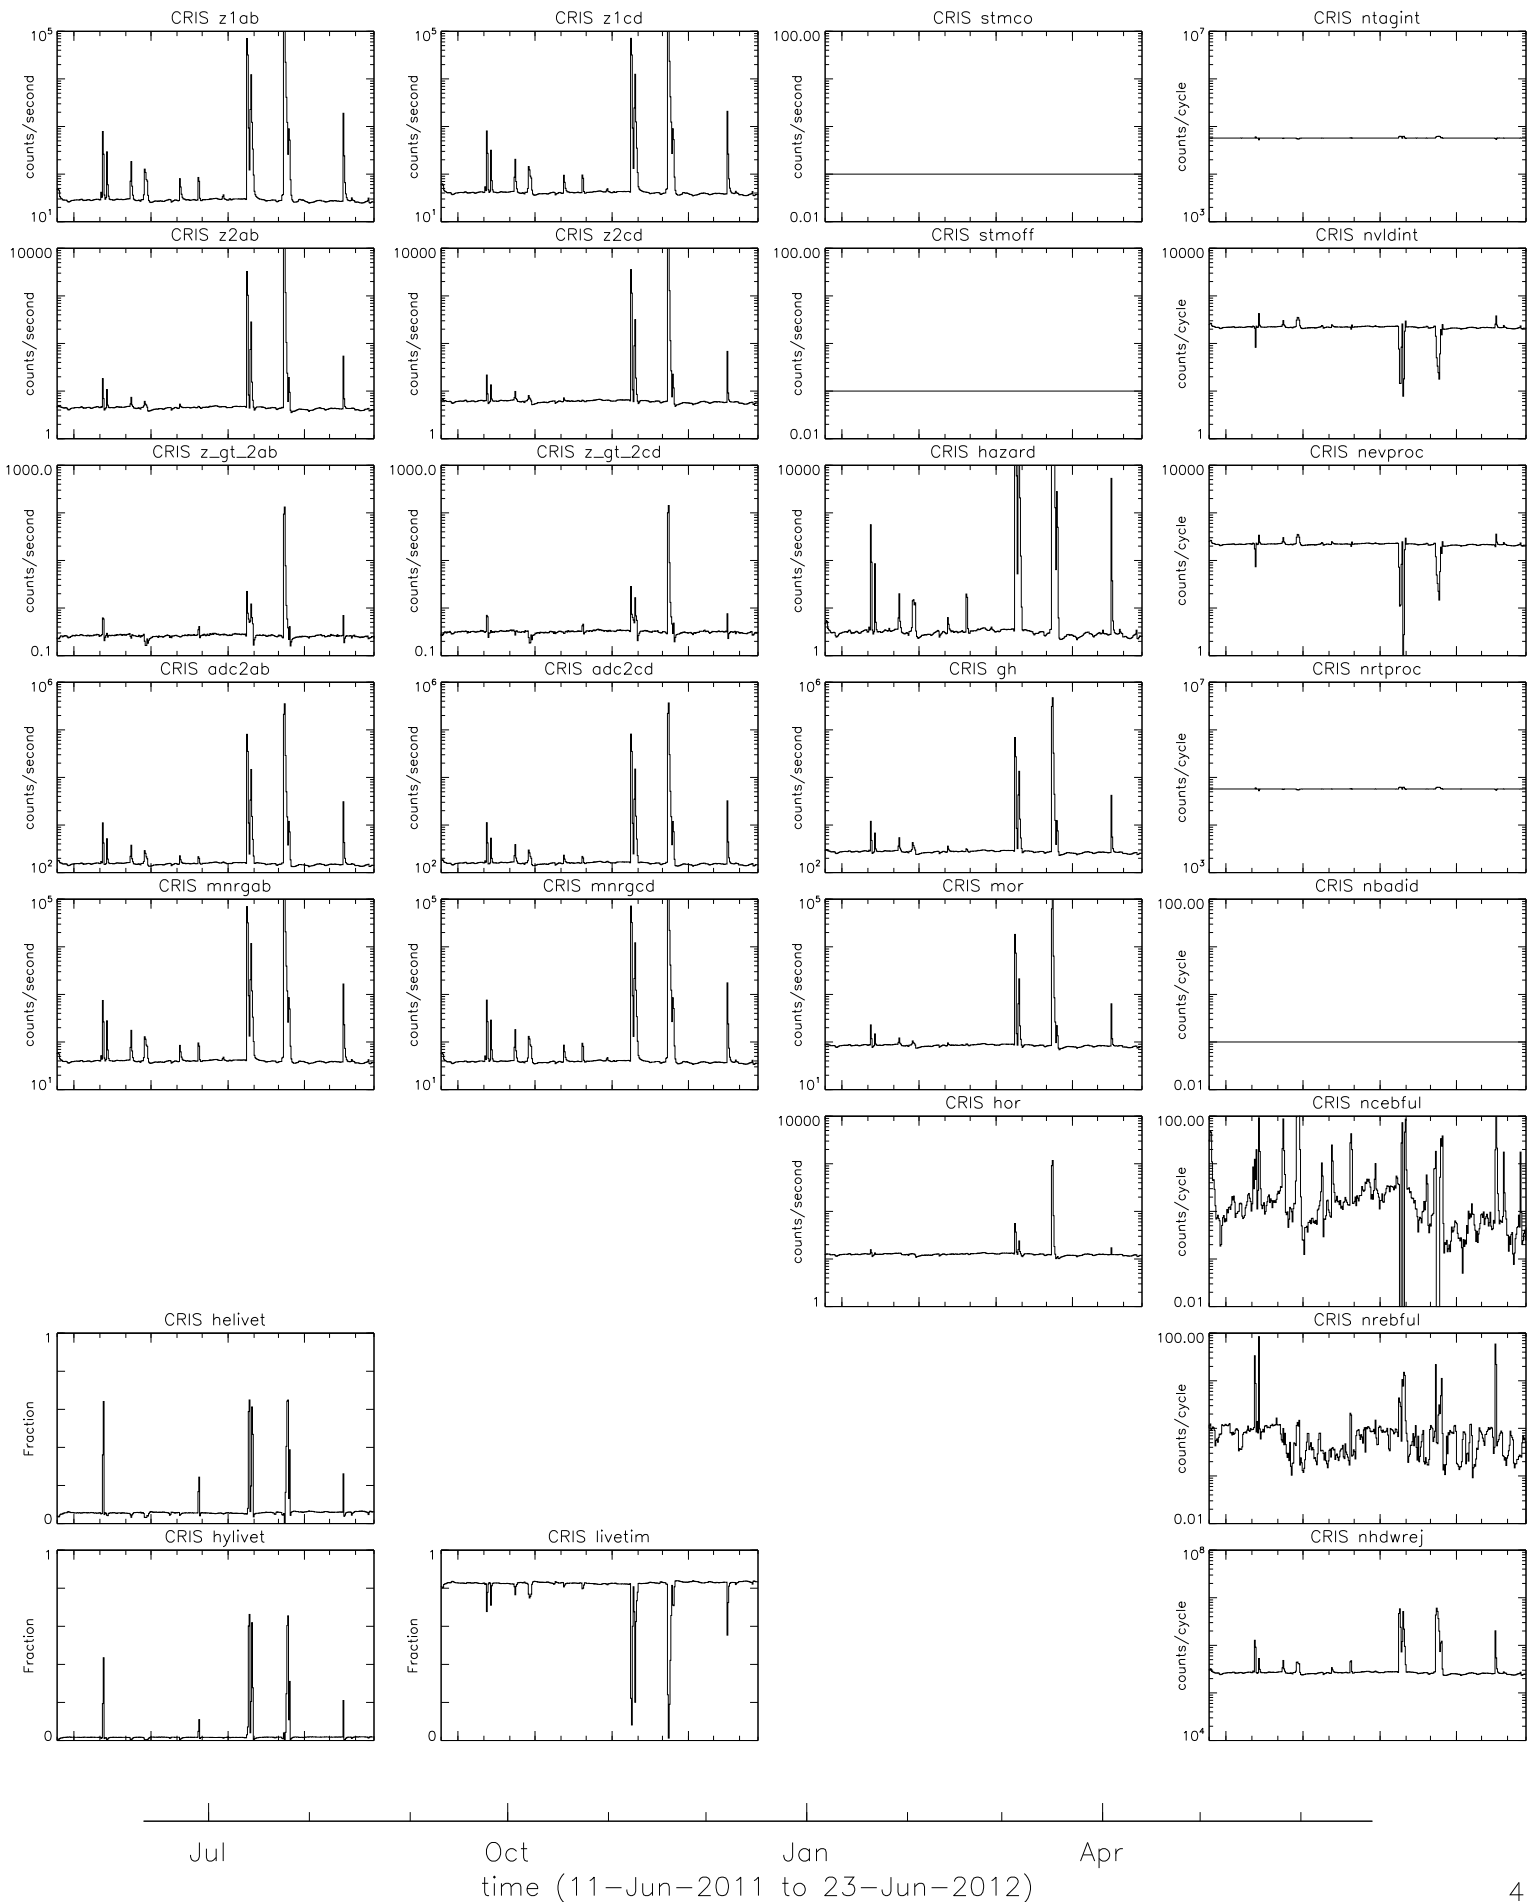 CRIS z1ab
10^5
counts/second
10^1
CRIS z1cd
10^5
counts/second
10^1
CRIS stmco
100.00
counts/second
0.01
CRIS ntagint
10^7
counts/cycle
10^3
CRIS z2ab
10000
counts/second
1
CRIS z2cd
10000
counts/second
1
CRIS stmoff
100.00
counts/second
0.01
CRIS nvldint
10000
counts/cycle
1
CRIS z_gt_2ab
1000.0
counts/second
0.1
CRIS z_gt_2cd
1000.0
counts/second
0.1
CRIS hazard
10000
counts/second
1
CRIS nevproc
10000
counts/cycle
1
CRIS adc2ab
10^6
counts/second
10^2
CRIS adc2cd
10^6
counts/second
10^2
CRIS gh
10^6
counts/second
10^2
CRIS nrtproc
10^7
counts/cycle
10^3
CRIS mnrgab
10^5
counts/second
10^1
CRIS mnrgcd
10^5
counts/second
10^1
CRIS mor
10^5
counts/second
10^1
CRIS nbadid
100.00
counts/cycle
0.01
CRIS hor
10000
counts/second
1
CRIS ncebful
100.00
counts/cycle
0.01
CRIS helivet
1
Fraction
0
CRIS nrebful
100.00
counts/cycle
0.01
CRIS hylivet
1
Fraction
0
CRIS livetim
1
Fraction
0
CRIS nhdwrej
10^8
counts/cycle
10^4
Jul Oct Jan Apr
time (11-Jun-2011 to 23-Jun-2012)
4